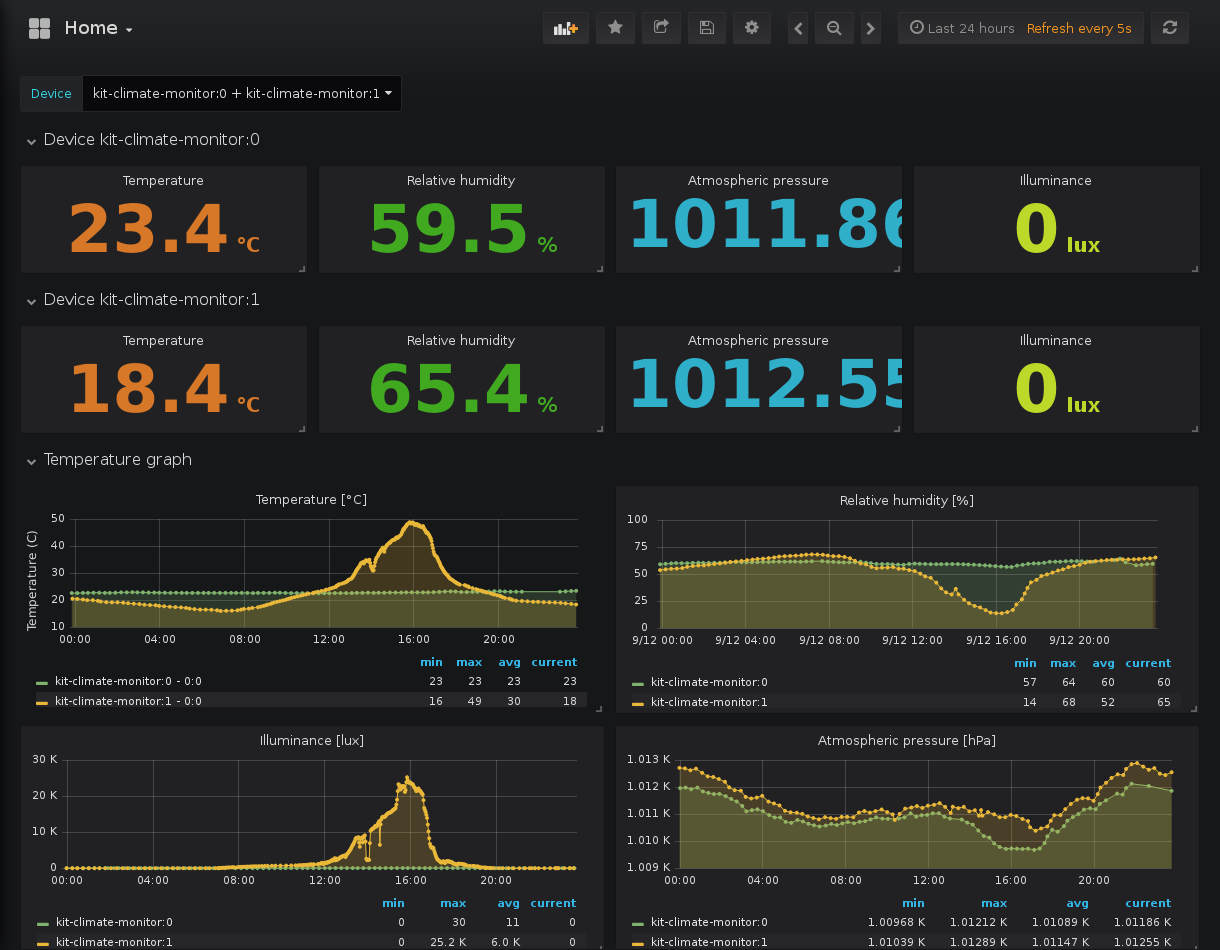 Home
Last 24 hours Refresh every 5s
Device kit-climate-monitor:0 + kit-climate-monitor:1
Device kit-climate-monitor:0
Temperature Relative humidity Atmospheric pressure Illuminance
23.4 °C 59.5 % 1011.86 0 lux
Device kit-climate-monitor:1
Temperature Relative humidity Atmospheric pressure Illuminance
18.4 °C 65.4 % 1012.55 0 lux
Temperature graph
Temperature [°C]
Temperature (C)
50
40
30
20
10
00:00 04:00 08:00 12:00 16:00 20:00
min max avg current
kit-climate-monitor:0 - 0:0 23 23 23 23
kit-climate-monitor:1 - 0:0 16 49 30 18
Relative humidity [%]
100
75
50
25
0
9/12 00:00 9/12 04:00 9/12 08:00 9/12 12:00 9/12 16:00 9/12 20:00
min max avg current
kit-climate-monitor:0 57 64 60 60
kit-climate-monitor:1 14 68 52 65
Illuminance [lux]
30 K
20 K
10 K
0
00:00 04:00 08:00 12:00 16:00 20:00
min max avg current
kit-climate-monitor:0 0 30 11 0
kit-climate-monitor:1 0 25.2 K 6.0 K 0
Atmospheric pressure [hPa]
1.013 K
1.012 K
1.011 K
1.010 K
1.009 K
00:00 04:00 08:00 12:00 16:00 20:00
min max avg current
kit-climate-monitor:0 1.00968 K 1.01212 K 1.01089 K 1.01186 K
kit-climate-monitor:1 1.01039 K 1.01289 K 1.01147 K 1.01255 K